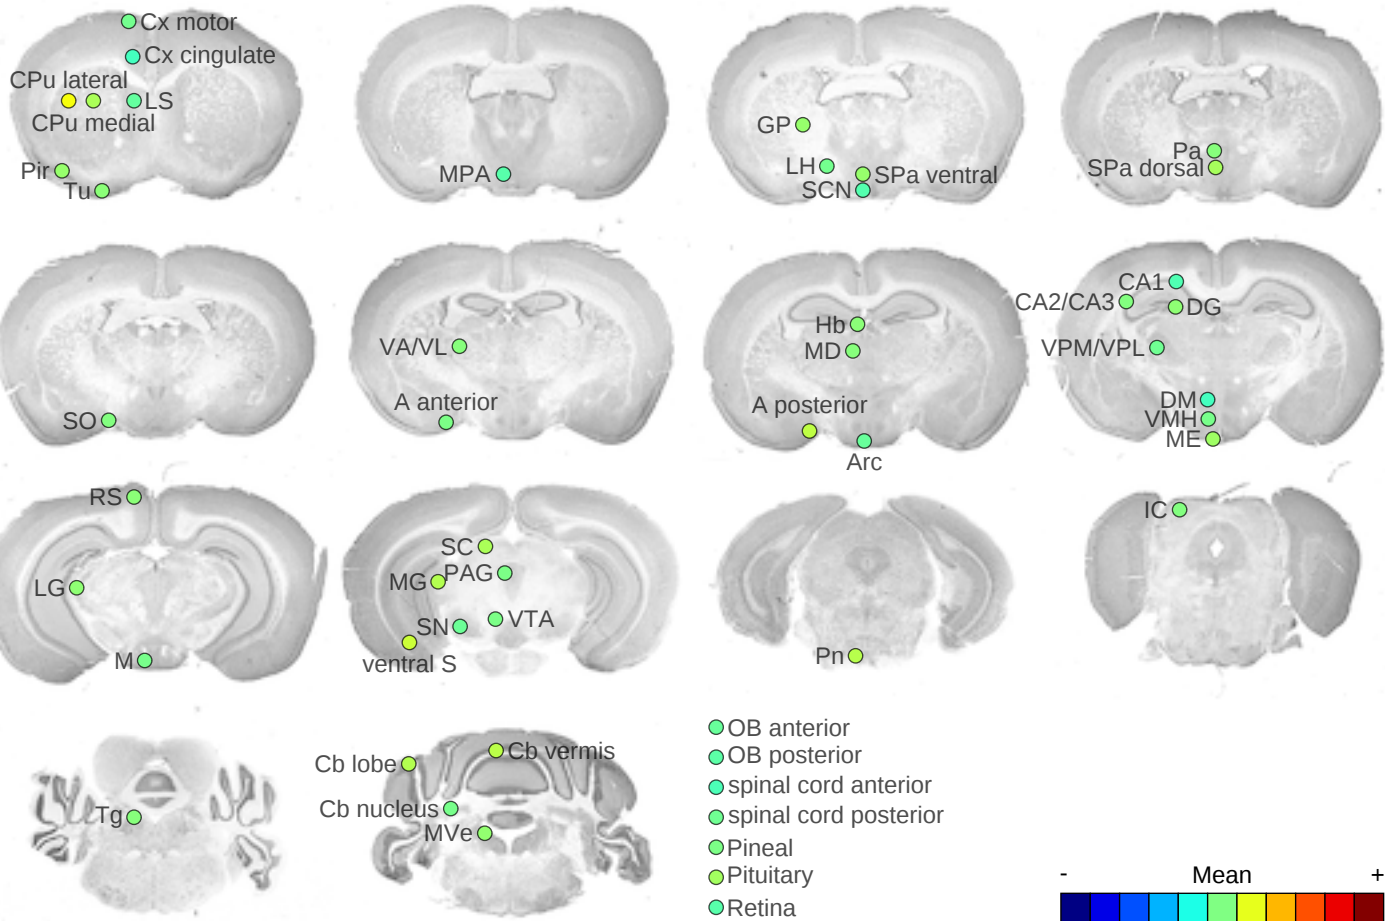 Cx motor
Cx cingulate
CPu lateral
LS
CPu medial
Pir
Tu
MPA
GP
LH
SPa ventral
SCN
Pa
SPa dorsal
SO
VA/VL
A anterior
Hb
MD
A posterior
Arc
CA1
CA2/CA3
DG
VPM/VPL
DM
VMH
ME
RS
LG
M
SC
MG
PAG
SN
VTA
ventral S
Pn
IC
Tg
Cb lobe
Cb vermis
Cb nucleus
MVe
OB anterior
OB posterior
spinal cord anterior
spinal cord posterior
Pineal
Pituitary
Retina
- Mean +